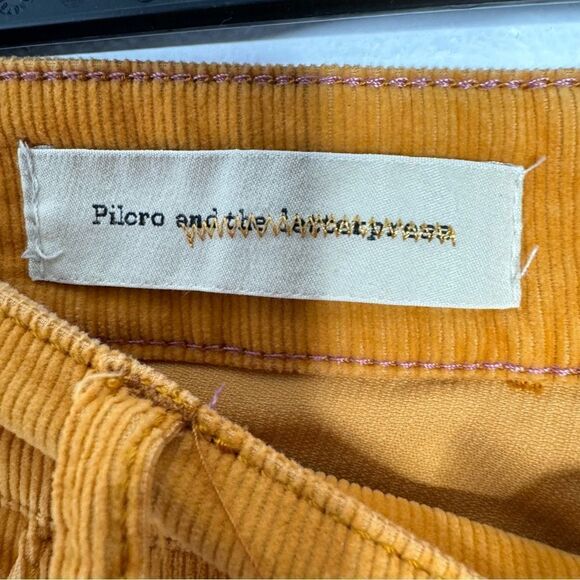 Pilcro and the Letterpress